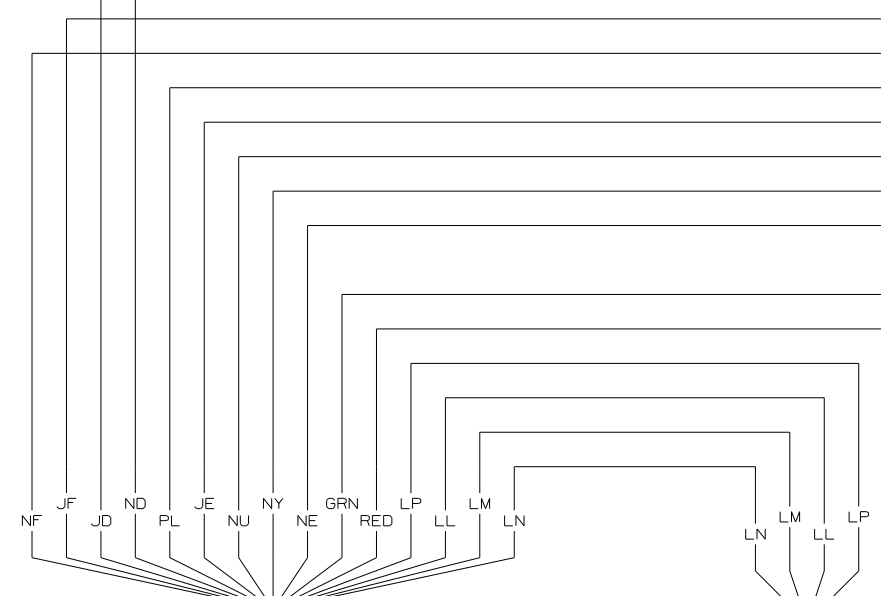 JF ND JE NY GRN LP LM
NF JD PL NU NE RED LL LN
LM LP
LN LL